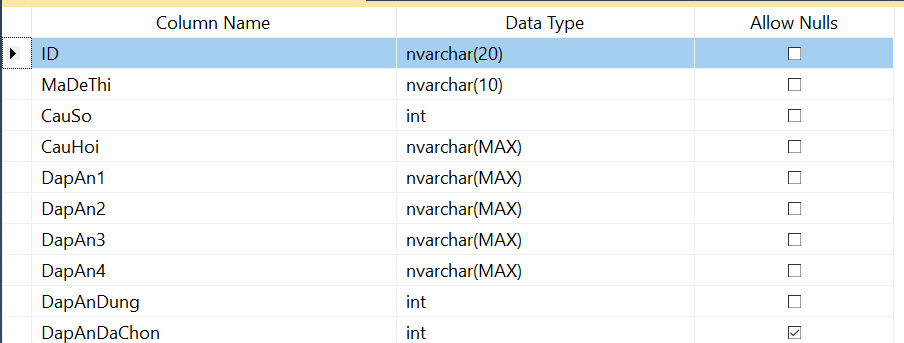 Column Name Data Type Allow Nulls
ID nvarchar(20)
MaDeThi nvarchar(10)
CauSo int
CauHoi nvarchar(MAX)
DapAn1 nvarchar(MAX)
DapAn2 nvarchar(MAX)
DapAn3 nvarchar(MAX)
DapAn4 nvarchar(MAX)
DapAnDung int
DapAnDaChon int